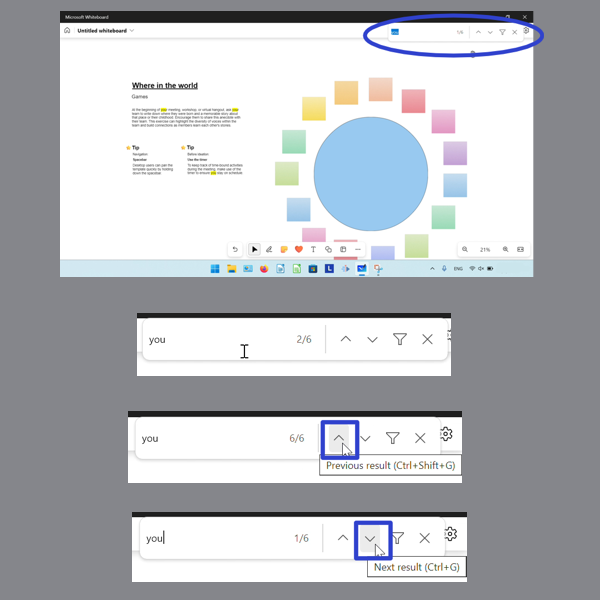 Microsoft Whiteboard
Untitled whiteboard
1/6
Where in the world
Games
At the beginning of your meeting, workshop, or virtual hangout, ask your
team to write down where they were born and a memorable story about
that place or their childhood. Encourage them to share this exercise with
their team. This exercise can highlight the diversity of voices within the
team and build connections as members learn each other's stories.
Tip
Navigation
Spacebar
Desktop users can pan the
template quickly by holding
down the spacebar
Tip
Before ideation
Use the timer
To keep track of time-bound activities
during the meeting, make use of the
timer to ensure you stay on schedule
21%
ENG
you 2/6
you 6/6
Previous result (Ctrl+Shift+G)
you 1/6
Next result (Ctrl+G)